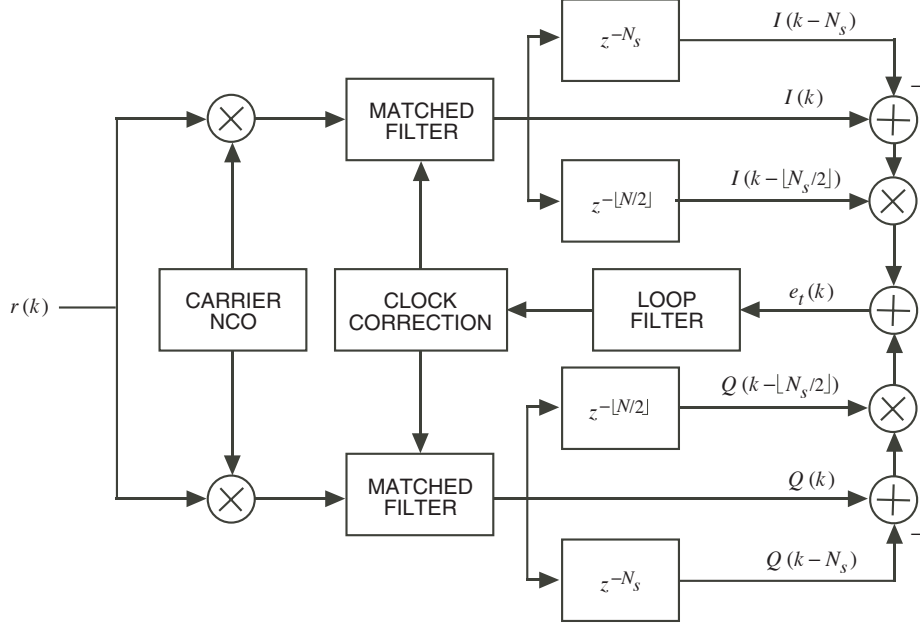 z^{-N_s}
I (k – N_s)
–
MATCHED
FILTER
I (k)
z^{-⌊N/2⌋}
I (k–⌊N_s/2⌋)
r (k)
CARRIER
NCO
CLOCK
CORRECTION
LOOP
FILTER
e_t (k)
z^{-⌊N/2⌋}
Q (k–⌊N_s/2⌋)
MATCHED
FILTER
Q (k)
–
z^{-N_s}
Q (k – N_s)